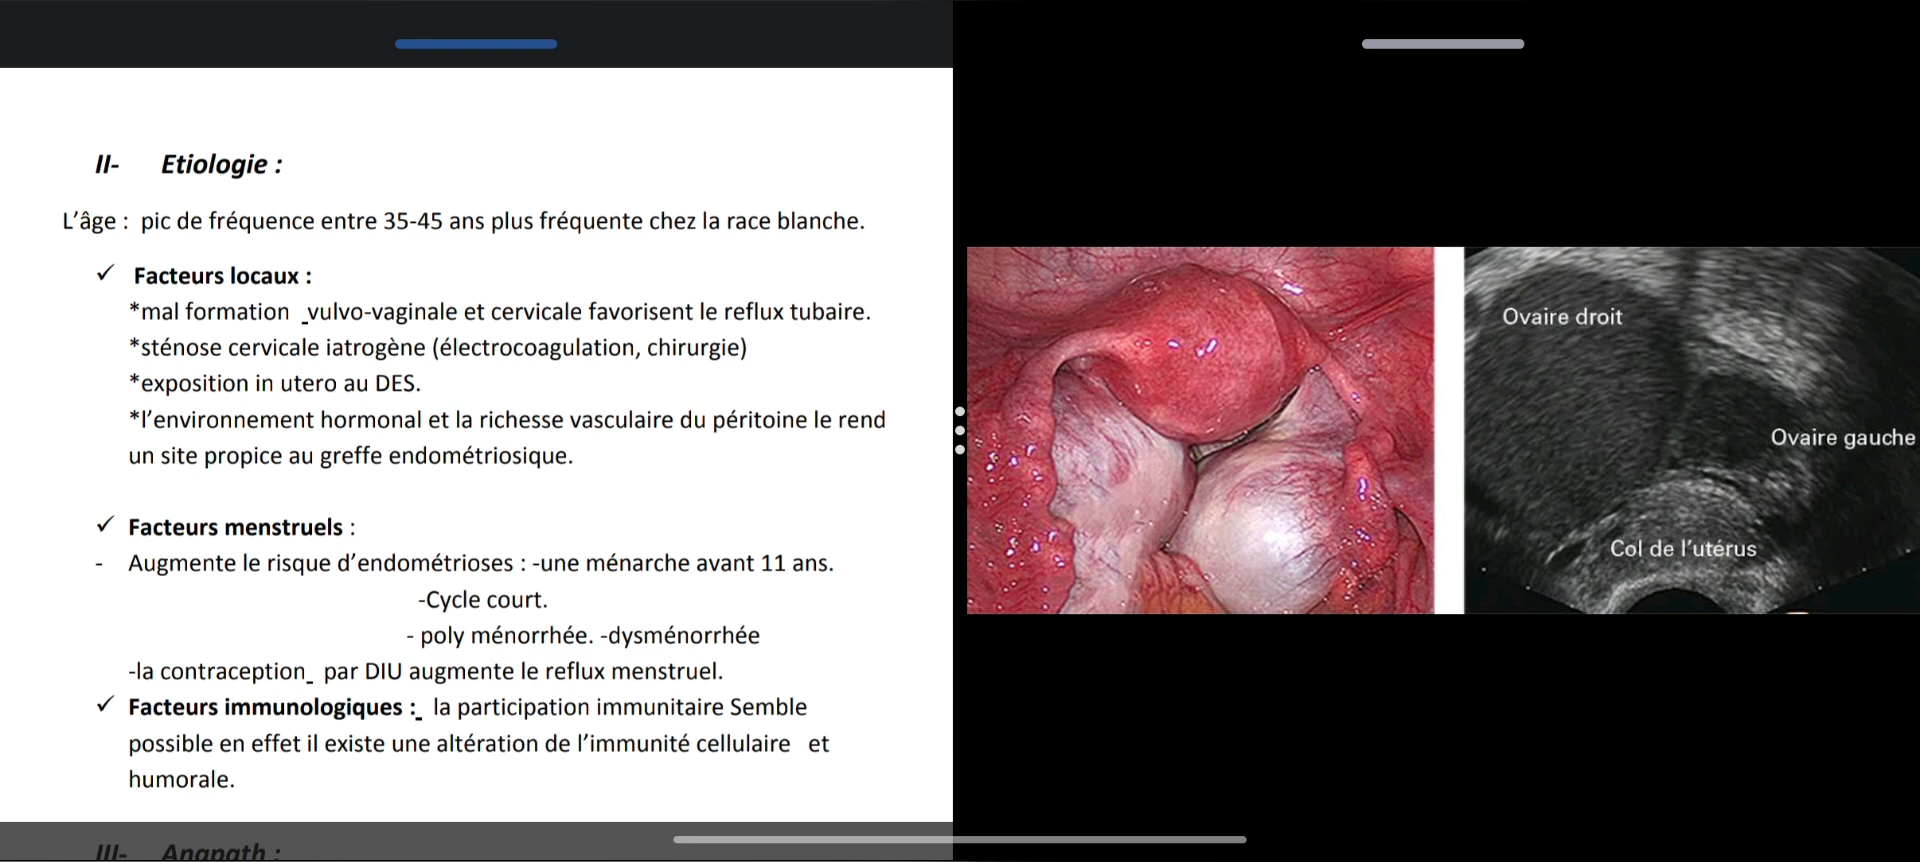 II- Etiologie :
L'âge : pic de fréquence entre 35-45 ans plus fréquente chez la race blanche.
✓ Facteurs locaux :
*mal formation _vulvo-vaginale et cervicale favorisent le reflux tubaire.
*sténose cervicale iatrogène (électrocoagulation, chirurgie)
*exposition in utero au DES.
*l'environnement hormonal et la richesse vasculaire du péritoine le rend
un site propice au greffe endométriosique.
✓ Facteurs menstruels :
- Augmente le risque d'endométrioses : -une ménarche avant 11 ans.
-Cycle court.
- poly ménorrhée. -dysménorrhée
-la contraception_ par DIU augmente le reflux menstruel.
✓ Facteurs immunologiques :_ la participation immunitaire Semble
possible en effet il existe une altération de l'immunité cellulaire et
humorale.
III- Anapath :
Ovaire droit
Ovaire gauche
Col de l'utérus